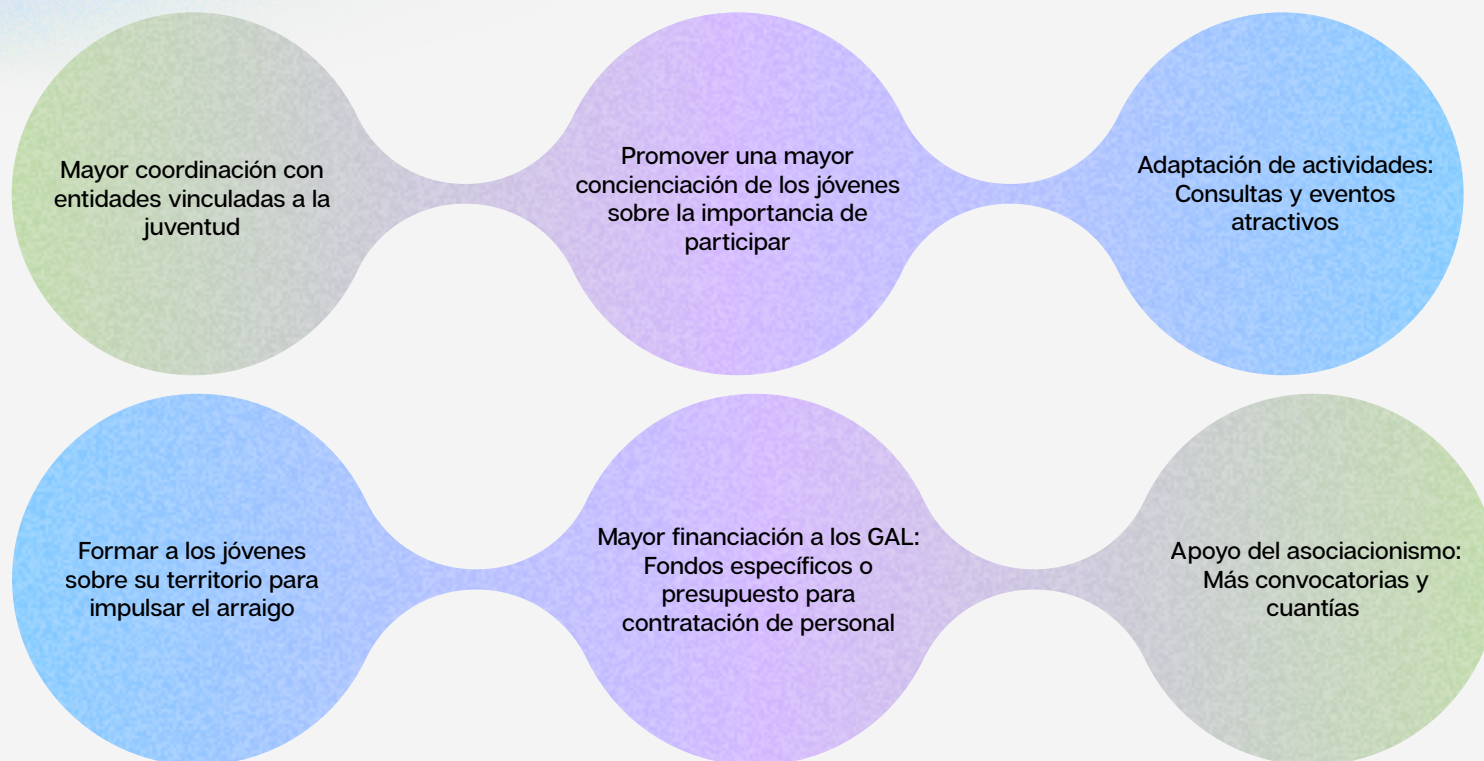 Mayor coordinación con
entidades vinculadas a la
juventud
Promover una mayor
concienciación de los jóvenes
sobre la importancia de
participar
Adaptación de actividades:
Consultas y eventos
atractivos
Formar a los jóvenes
sobre su territorio para
impulsar el arraigo
Mayor financiación a los GAL:
Fondos específicos o
presupuesto para
contratación de personal
Apoyo del asociacionismo:
Más convocatorias y
cuantías